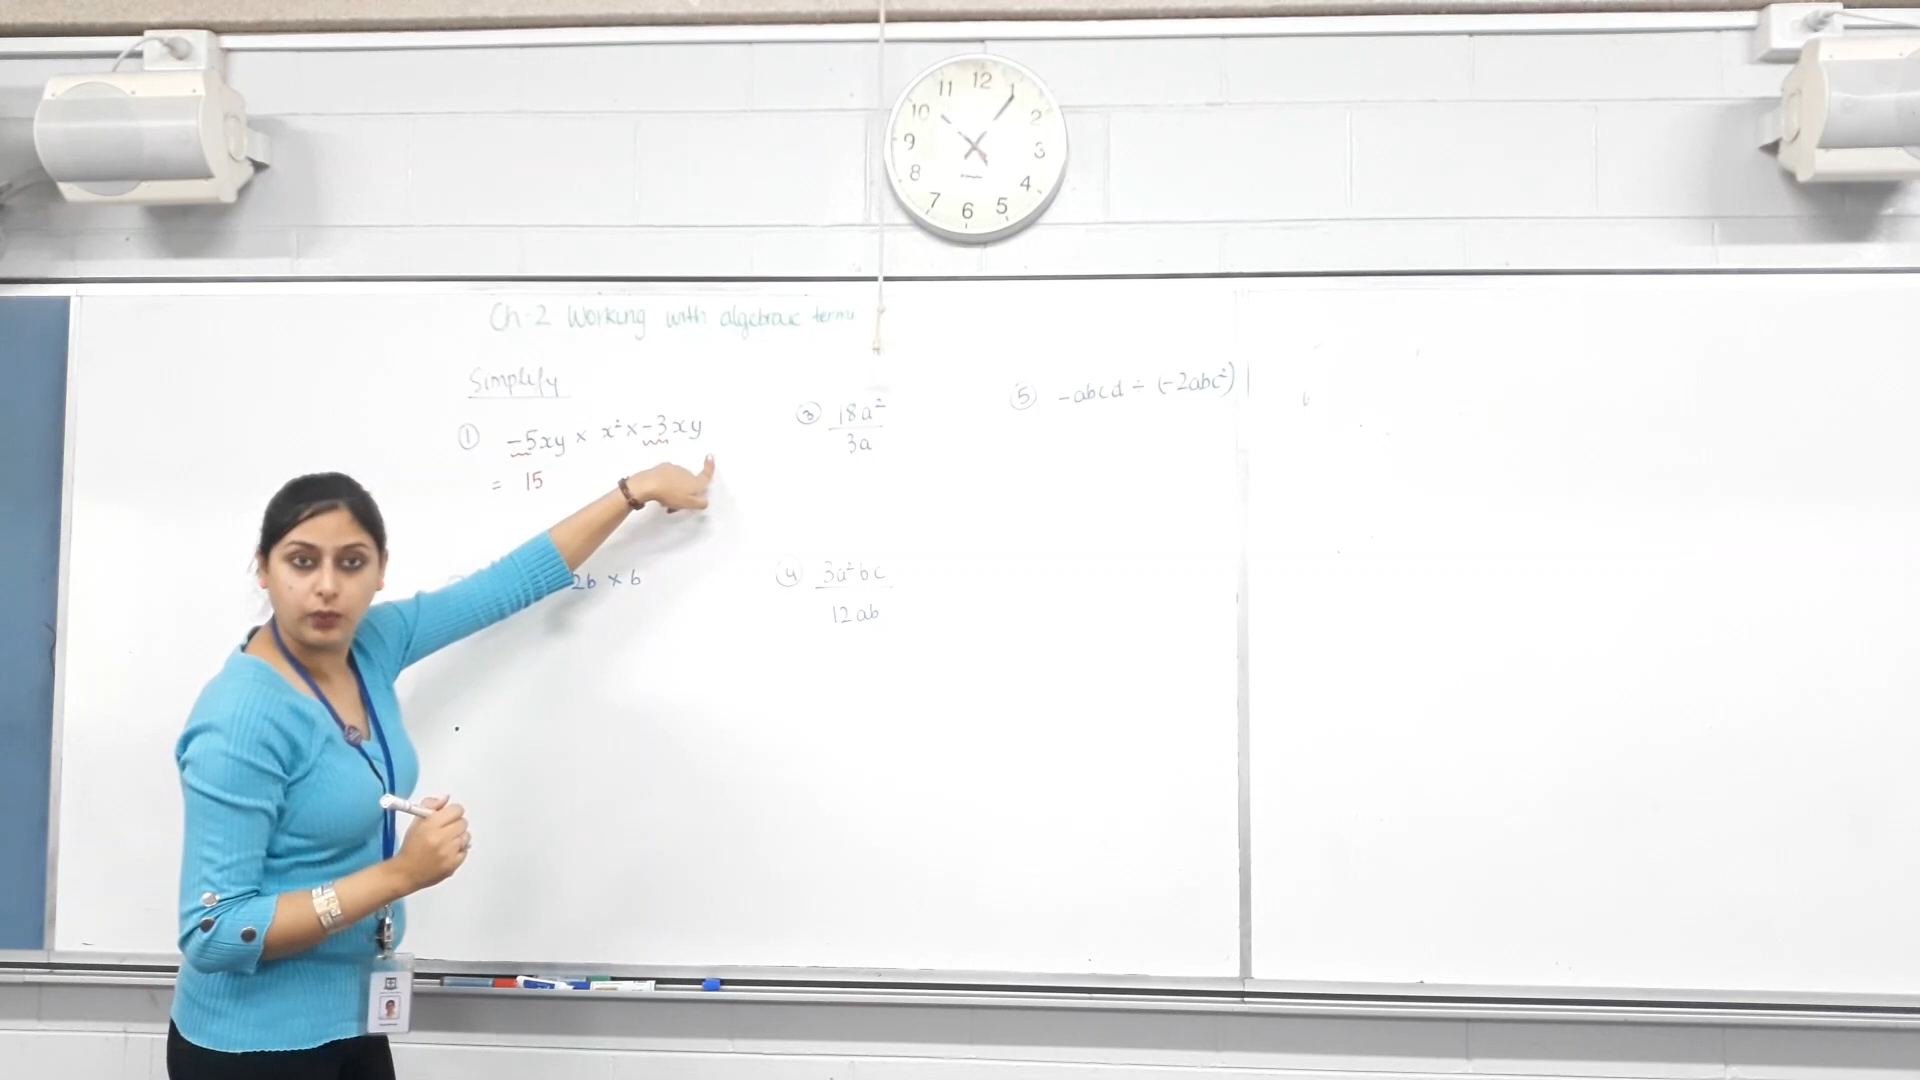 12
11 1
10 2
9 3
8 4
7 6 5
Ch-2 Working with algebraic terms
Simplify
① -5xy × x² × -3xy
= 15
2b × b
③ 18a²
3a
④ 3a²bc
12ab
⑤ -abcd ÷ (-2abc²)